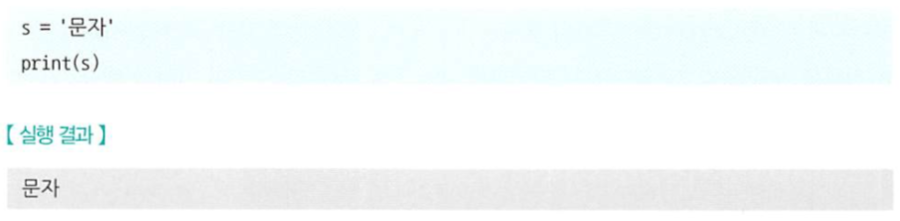 s = '문자'
print(s)
【 실행 결과 】
문자